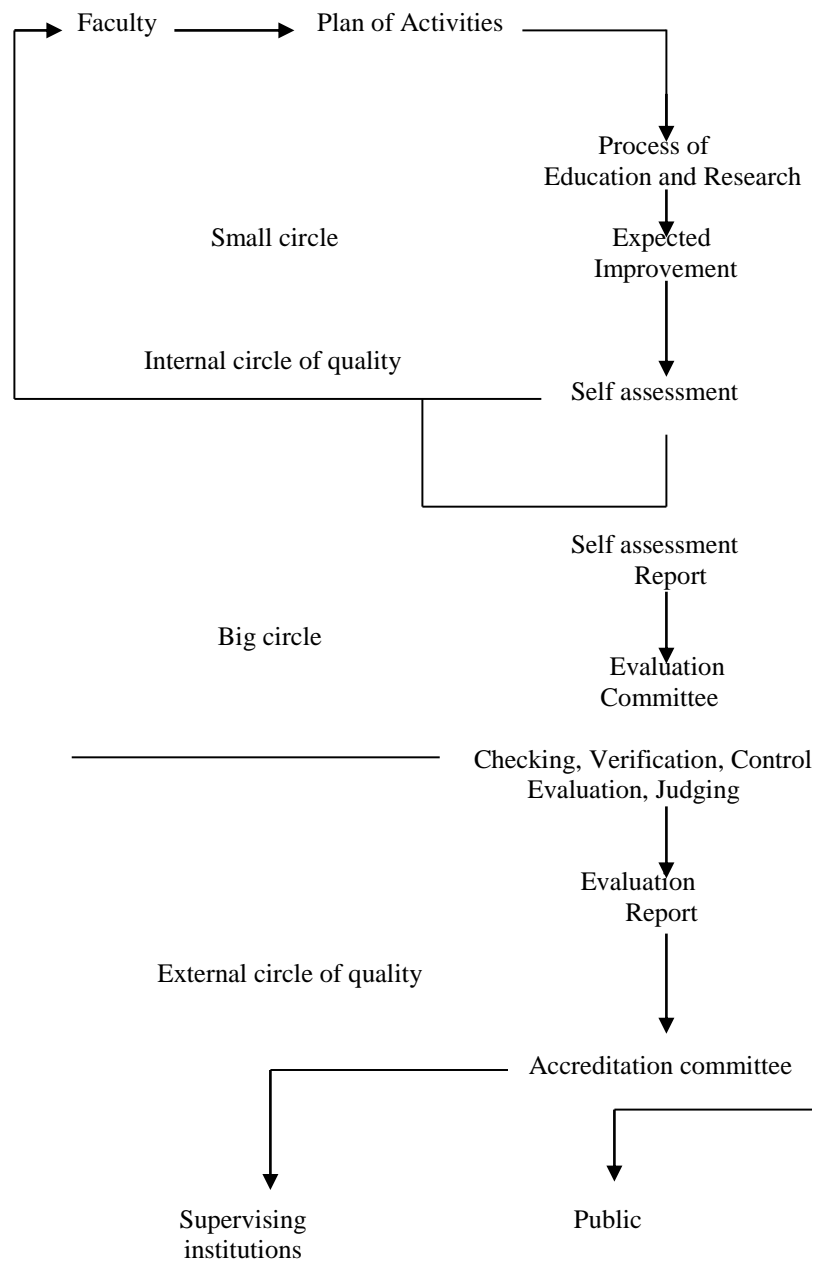 Faculty
Plan of Activities
Process of
Education and Research
Small circle
Expected
Improvement
Internal circle of quality
Self assessment
Self assessment
Report
Big circle
Evaluation
Committee
Checking, Verification, Control
Evaluation, Judging
Evaluation
Report
External circle of quality
Accreditation committee
Supervising
institutions
Public